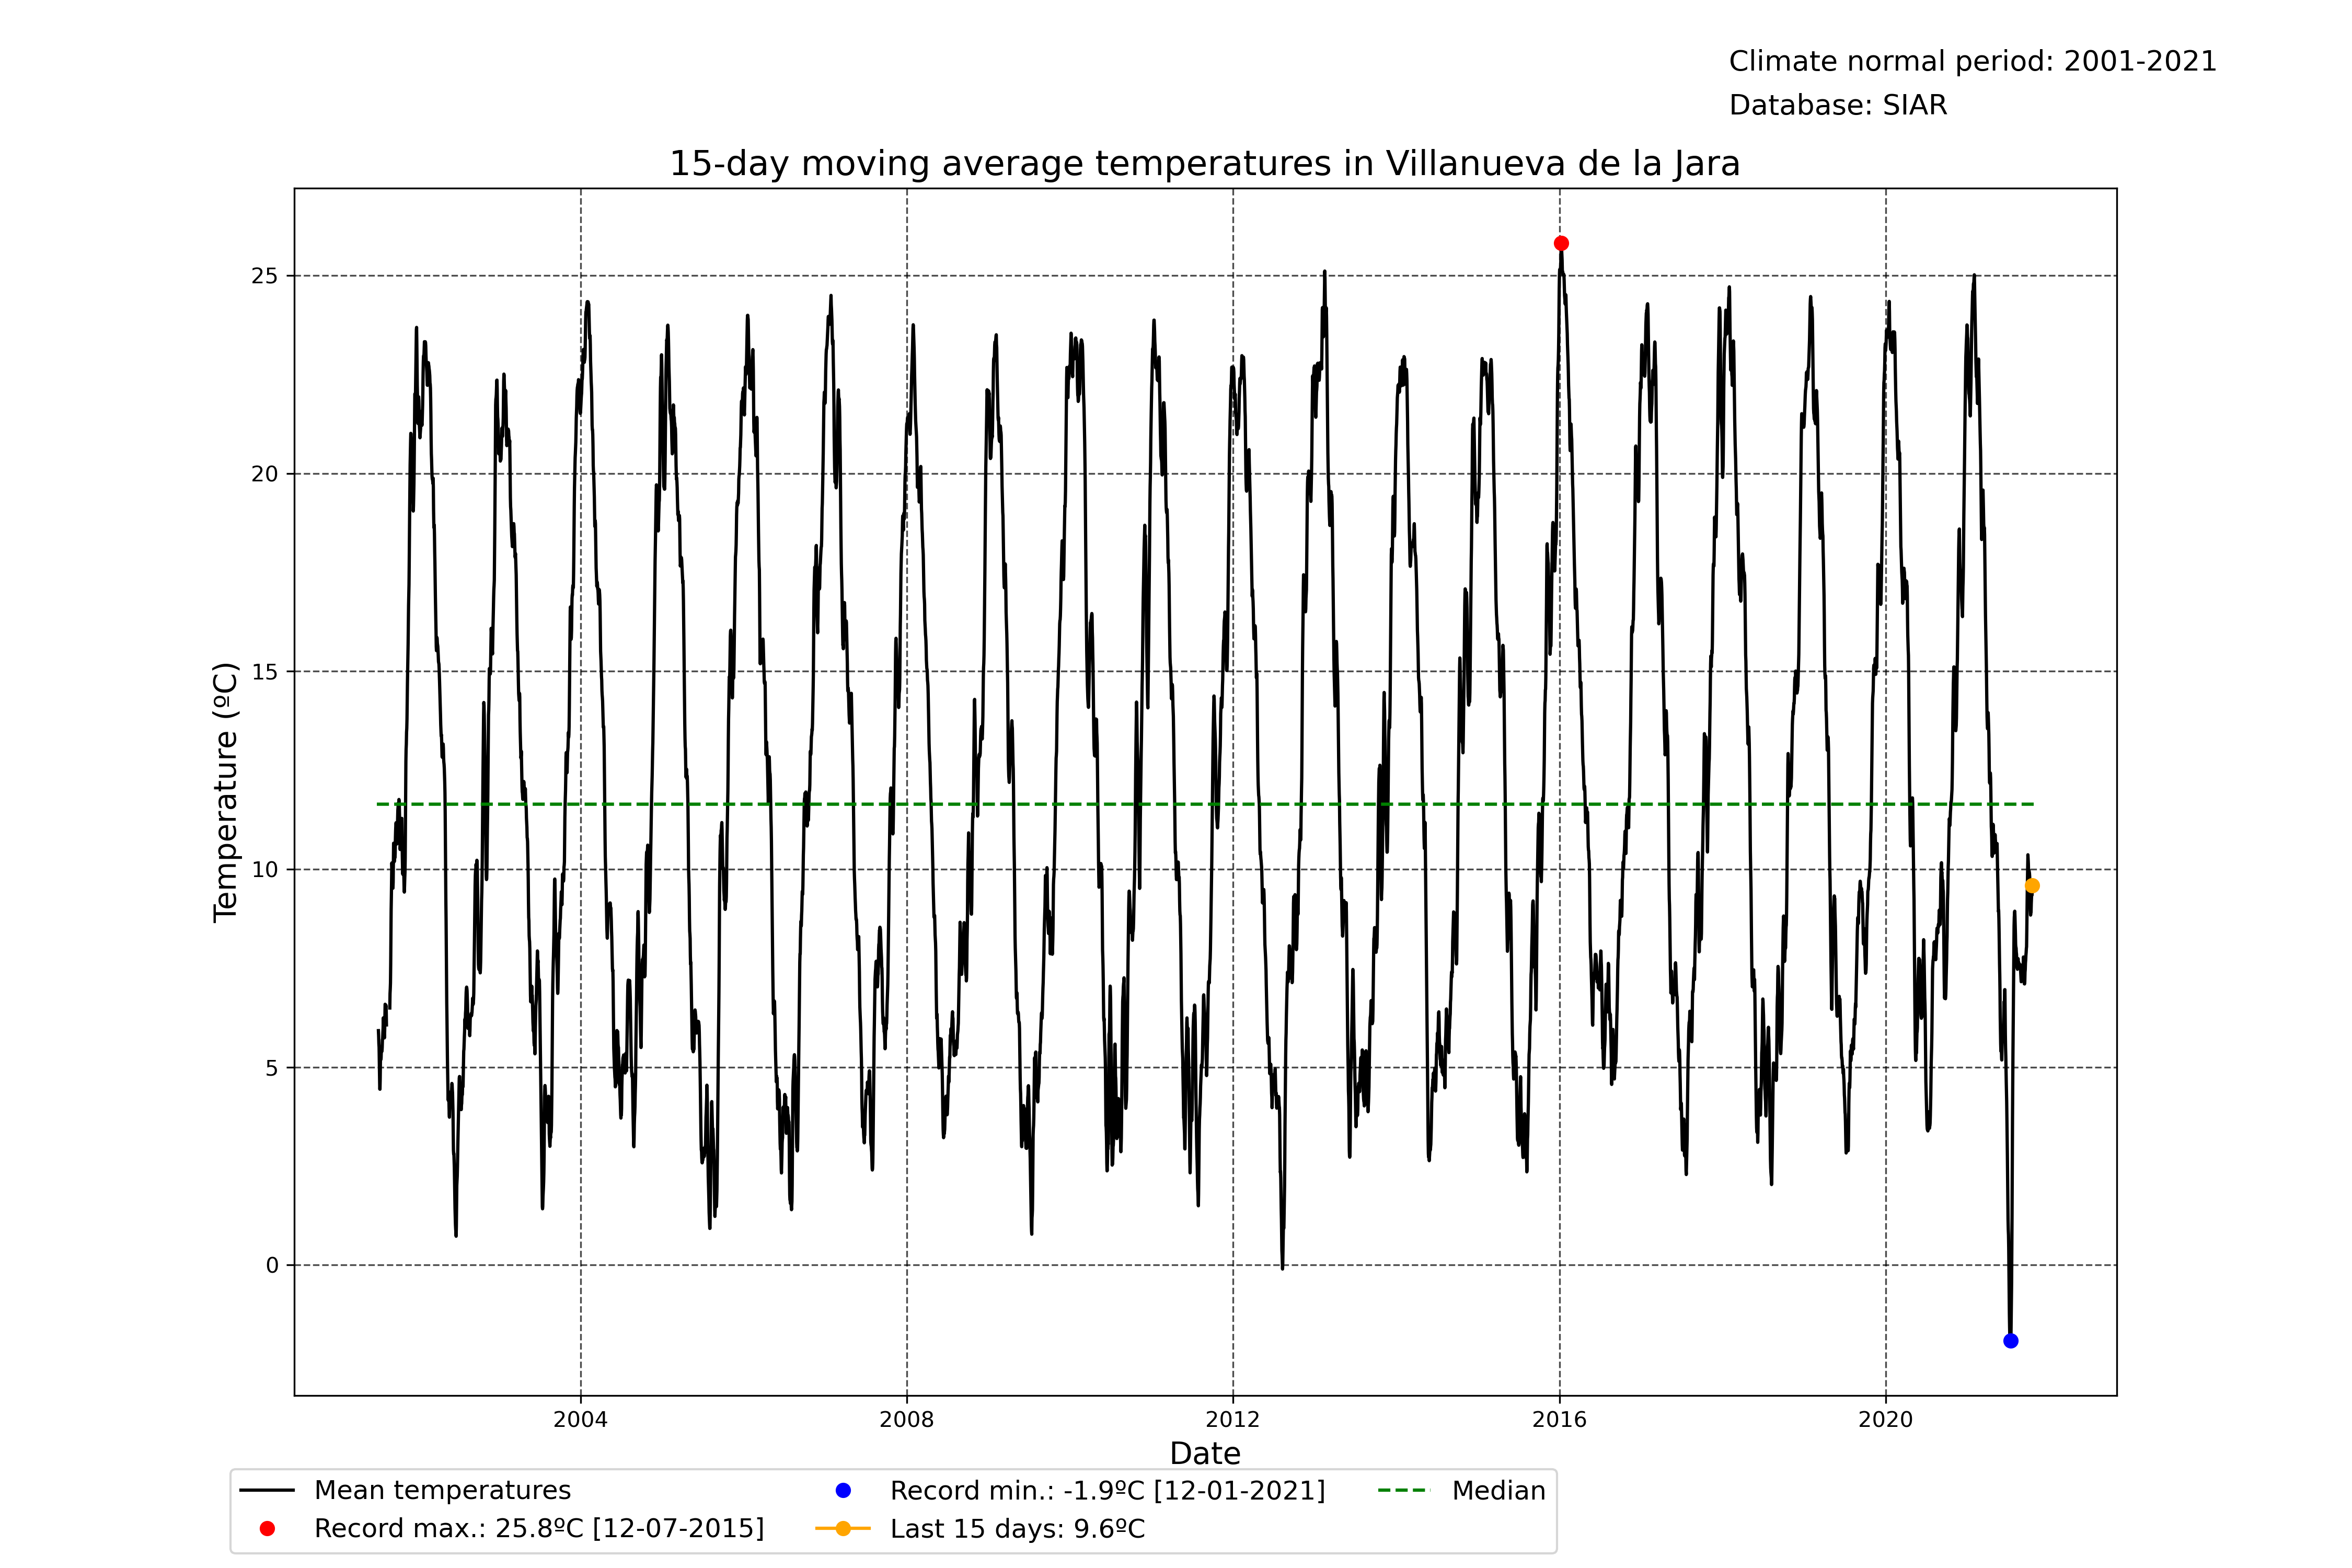 Climate normal period: 2001-2021
Database: SIAR
15-day moving average temperatures in Villanueva de la Jara
25
20
15
10
5
0
Temperature (ºC)
2004
2008
2012
2016
2020
Date
Mean temperatures
Record max.: 25.8ºC [12-07-2015]
Record min.: -1.9ºC [12-01-2021]
Last 15 days: 9.6ºC
Median